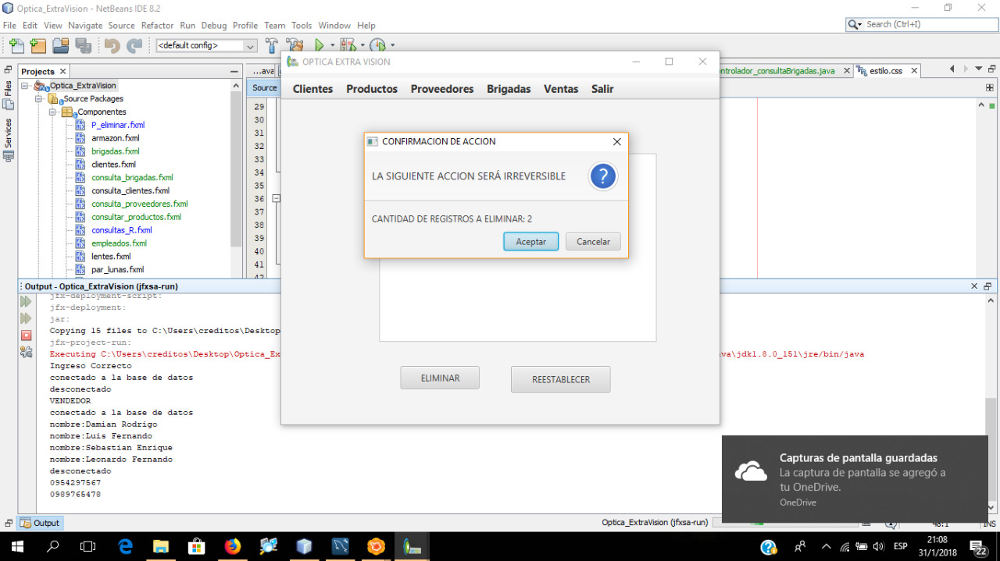 Optica_ExtraVision - NetBeans IDE 8.2
File Edit View Navigate Source Refactor Run Debug Profile Team Tools Window Help
Search (Ctrl+I)
<default config>
OPTICA EXTRA VISION
Projects
...ava
ntrolador_consultaBrigadas.java
estilo.css
Files
Services
Source
Clientes Productos Proveedores Brigadas Ventas Salir
Optica_ExtraVision
Source Packages
Componentes
P_eliminar.fxml
armazon.fxml
brigadas.fxml
clientes.fxml
consulta_brigadas.fxml
consulta_clientes.fxml
consulta_proveedores.fxml
consultar_productos.fxml
consultas_R.fxml
empleados.fxml
lentes.fxml
par_lunas.fxml
29
30
31
32
33
34
35
36
37
38
39
40
41
42
CONFIRMACION DE ACCION
LA SIGUIENTE ACCION SERÁ IRREVERSIBLE
?
CANTIDAD DE REGISTROS A ELIMINAR: 2
Aceptar
Cancelar
ELIMINAR
REESTABLECER
Output - Optica_ExtraVision (jfxsa-run)
jfx-deployment-script:
jfx-deployment:
jar:
Copying 15 files to C:\Users\creditos\Desktop
jfx-project-run:
Executing C:\Users\creditos\Desktop\Optica_Ex
va\jdk1.8.0_151\jre/bin/java
Ingreso Correcto
conectado a la base de datos
desconectado
VENDEDOR
conectado a la base de datos
nombre:Damian Rodrigo
nombre:Luis Fernando
nombre:Sebastian Enrique
nombre:Leonardo Fernando
desconectado
0954297567
0989765478
Capturas de pantalla guardadas
La captura de pantalla se agregó a
tu OneDrive.
OneDrive
Output
Optica_ExtraVision (jfxsa-run)
48:1
INS
ESP
21:08
31/1/2018
22